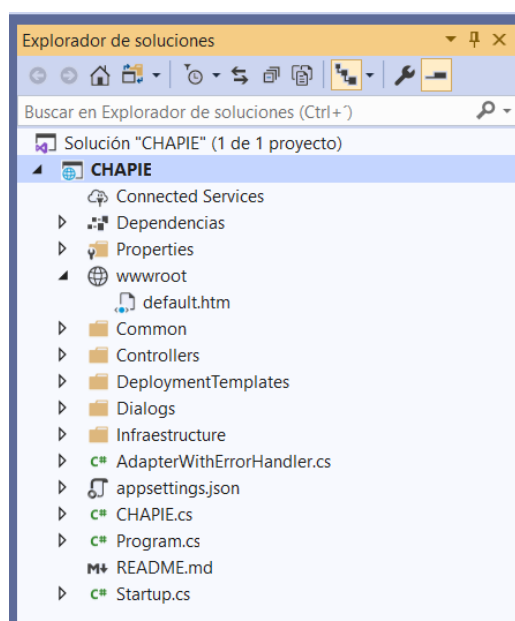 Explorador de soluciones
Buscar en Explorador de soluciones (Ctrl+´)
Solución "CHAPIE" (1 de 1 proyecto)
CHAPIE
Connected Services
Dependencias
Properties
wwwroot
default.htm
Common
Controllers
DeploymentTemplates
Dialogs
Infraestructure
AdapterWithErrorHandler.cs
appsettings.json
C# CHAPIE.cs
C# Program.cs
M+ README.md
C# Startup.cs